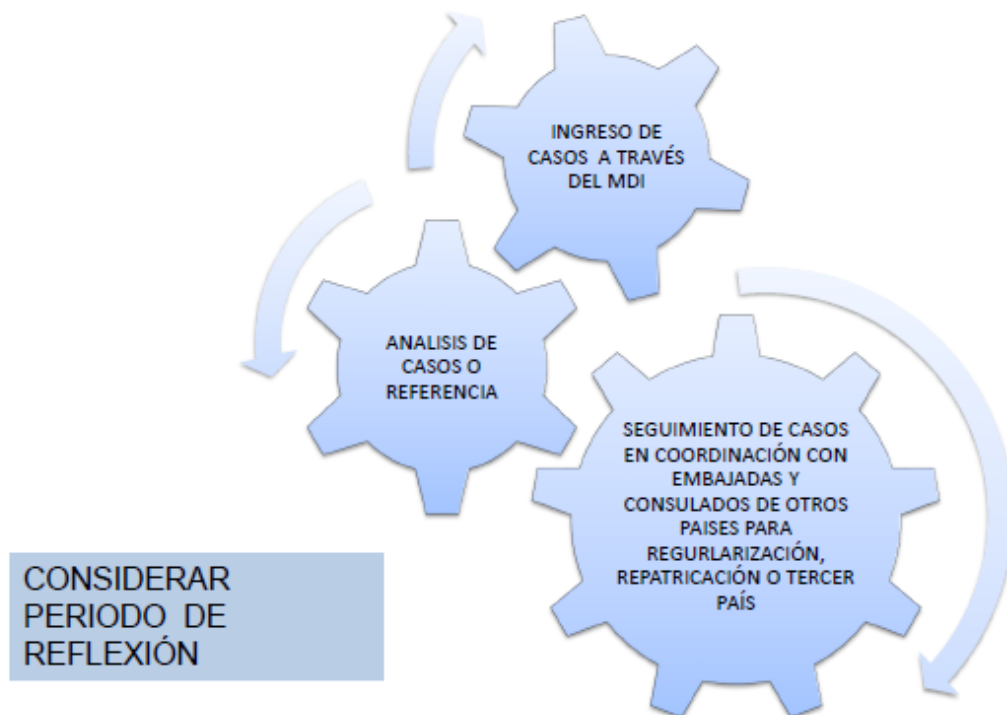 INGRESO DE
CASOS A TRAVÉS
DEL MDI
ANALISIS DE
CASOS O
REFERENCIA
SEGUIMIENTO DE CASOS
EN COORDINACIÓN CON
EMBAJADAS Y
CONSULADOS DE OTROS
PAISES PARA
REGURLARIZACIÓN,
REPATRICACIÓN O TERCER
PAÍS
CONSIDERAR
PERIODO DE
REFLEXIÓN